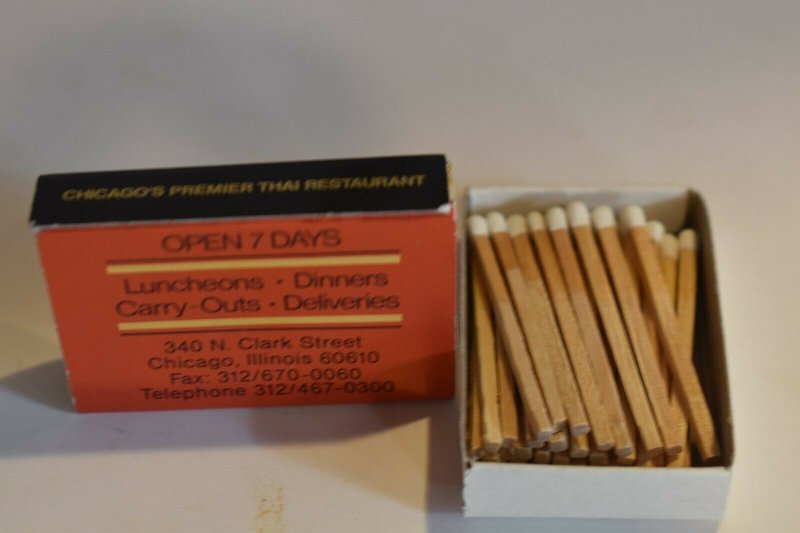 CHICAGO'S PREMIER THAI RESTAURANT
OPEN 7 DAYS
Luncheons · Dinners
Carry-Outs · Deliveries
340 N. Clark Street
Chicago, Illinois 60610
Fax: 312/670-0060
Telephone 312/467-0300